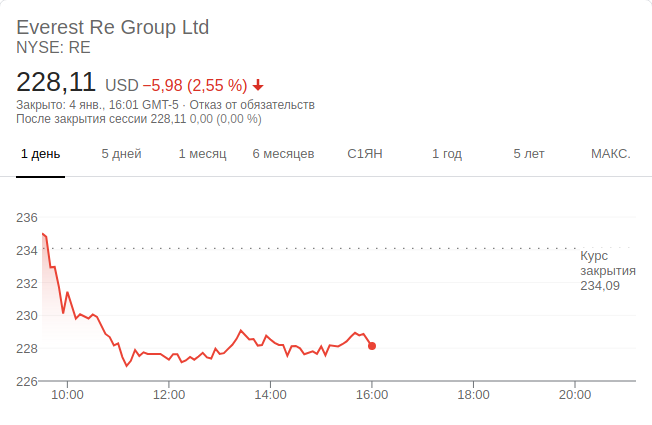 Everest Re Group Ltd
NYSE: RE
228,11 USD −5,98 (2,55 %)
Закрыто: 4 янв., 16:01 GMT-5 · Отказ от обязательств
После закрытия сессии 228,11 0,00 (0,00 %)
1 день 5 дней 1 месяц 6 месяцев С1ЯН 1 год 5 лет МАКС.
236
234
232
230
228
226
Курс
закрытия
234,09
10:00 12:00 14:00 16:00 18:00 20:00